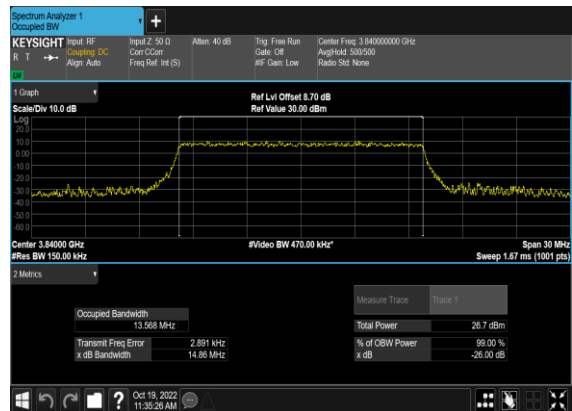 Spectrum Analyzer 1
Occupied BW
+
KEYSIGHT Input: RF Input Z: 50 Ω Atten: 40 dB Trig: Free Run Center Freq: 3.840000000 GHz
R T Coupling: DC Corr CCorr Gate: Off Avg|Hold: 500/500
Align: Auto Freq Ref: Int (S) #IF Gain: Low Radio Std: None
1 Graph
Ref Lvl Offset 8.70 dB
Scale/Div 10.0 dB Ref Value 30.00 dBm
Log
20.0
10.0
0.00
-10.0
-20.0
-30.0
-40.0
-50.0
-60.0
Center 3.84000 GHz #Video BW 470.00 kHz* Span 30 MHz
#Res BW 150.00 kHz Sweep 1.67 ms (1001 pts)
2 Metrics
Measure Trace Trace 1
Occupied Bandwidth
13.568 MHz Total Power 26.7 dBm
Transmit Freq Error 2.891 kHz % of OBW Power 99.00 %
x dB Bandwidth 14.86 MHz x dB -26.00 dB
? Oct 19, 2022
11:35:26 AM